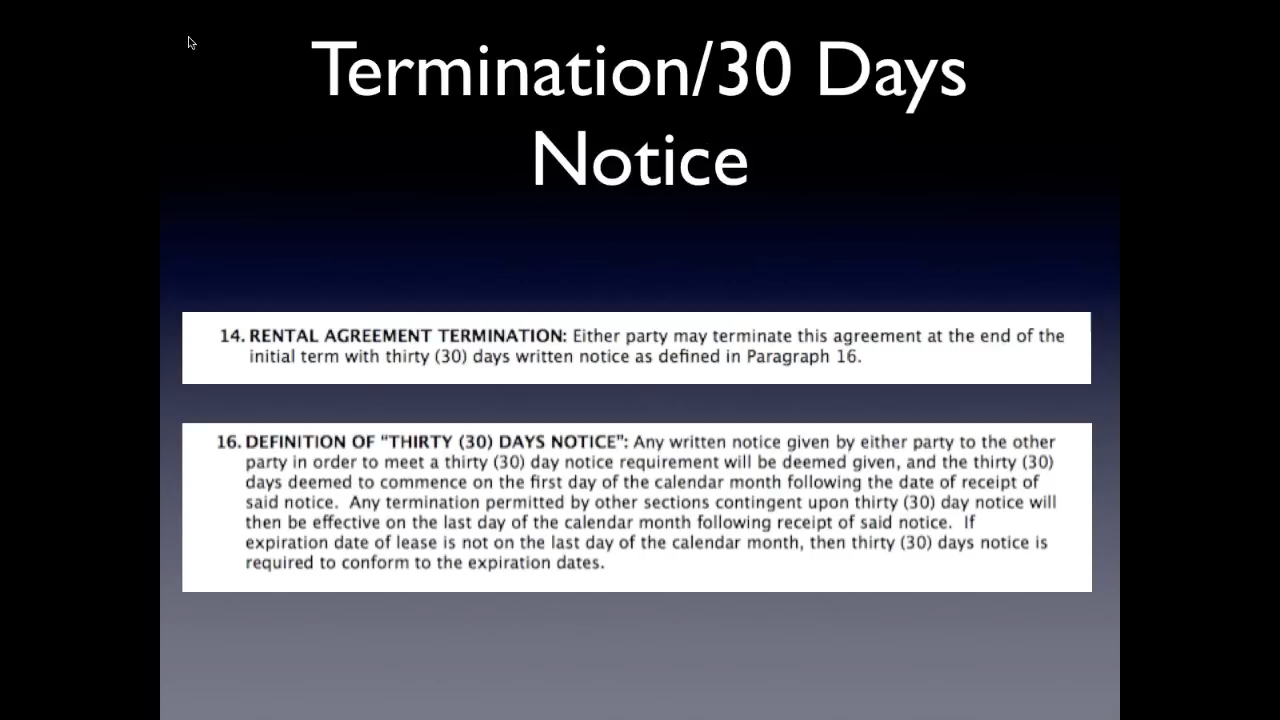 Termination/30 Days
Notice
14. RENTAL AGREEMENT TERMINATION: Either party may terminate this agreement at the end of the
initial term with thirty (30) days written notice as defined in Paragraph 16.
16. DEFINITION OF “THIRTY (30) DAYS NOTICE”: Any written notice given by either party to the other
party in order to meet a thirty (30) day notice requirement will be deemed given, and the thirty (30)
days deemed to commence on the first day of the calendar month following the date of receipt of
said notice. Any termination permitted by other sections contingent upon thirty (30) day notice will
then be effective on the last day of the calendar month following receipt of said notice. If
expiration date of lease is not on the last day of the calendar month, then thirty (30) days notice is
required to conform to the expiration dates.